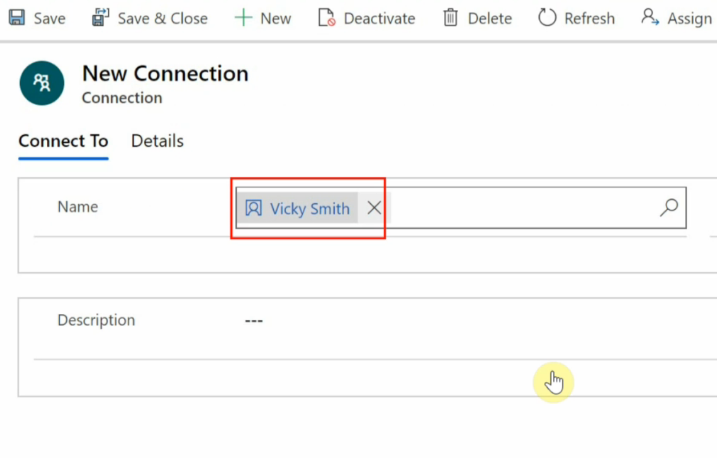 Save Save & Close New Deactivate Delete Refresh Assign
New Connection
Connection
Connect To Details
Name Vicky Smith
Description ---